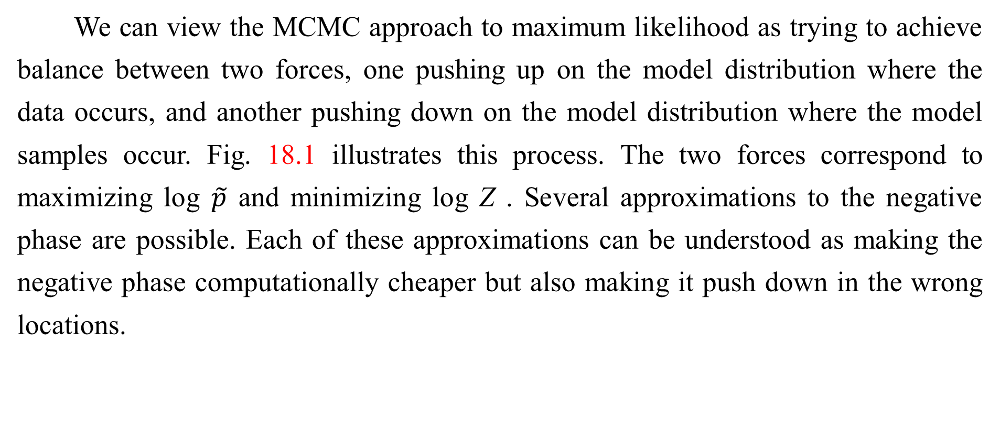 We can view the MCMC approach to maximum likelihood as trying to achieve
balance between two forces, one pushing up on the model distribution where the
data occurs, and another pushing down on the model distribution where the model
samples occur. Fig. 18.1 illustrates this process. The two forces correspond to
maximizing log p̃ and minimizing log Z . Several approximations to the negative
phase are possible. Each of these approximations can be understood as making the
negative phase computationally cheaper but also making it push down in the wrong
locations.